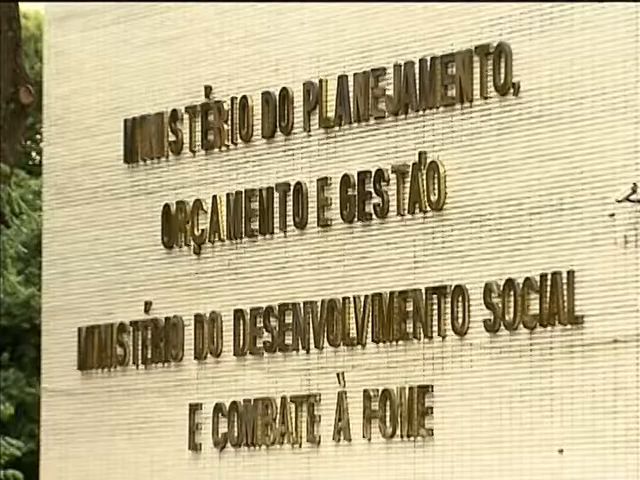 MINISTÉRIO DO PLANEJAMENTO,
ORÇAMENTO E GESTÃO
MINISTÉRIO DO DESENVOLVIMENTO SOCIAL
E COMBATE À FOME